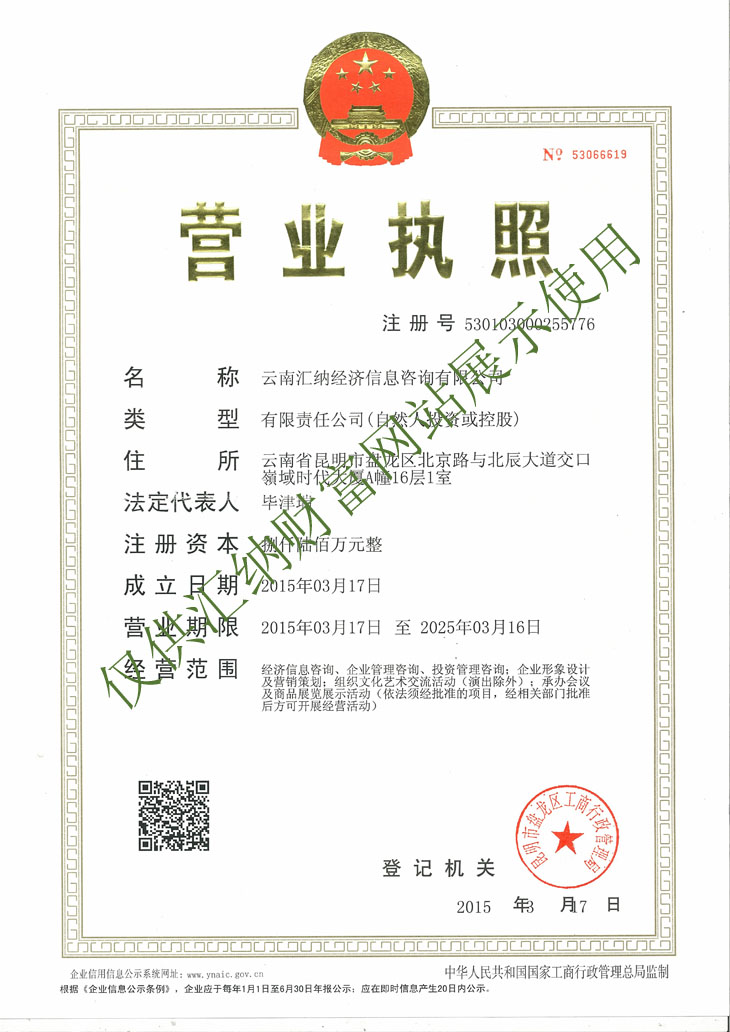 Nº 53066619
营业执照
注册号 530103000255776
名称 云南汇纳经济信息咨询有限公司
类型 有限责任公司(自然人投资或控股)
住所 云南省昆明市盘龙区北京路与北辰大道交口
嶺域时代大厦A幢16层1室
法定代表人 毕津瑞
注册资本 捌仟陆佰万元整
成立日期 2015年03月17日
营业期限 2015年03月17日 至 2025年03月16日
经营范围 经济信息咨询、企业管理咨询、投资管理咨询；企业形象设计
及营销策划；组织文化艺术交流活动（演出除外）；承办会议
及商品展览展示活动（依法须经批准的项目，经相关部门批准
后方可开展经营活动）
仅供汇纳财富网站展示使用
昆明市盘龙区工商行政管理局
登记机关
2015 年3 月17 日
企业信用信息公示系统网址：www.ynaic.gov.cn
中华人民共和国国家工商行政管理总局监制
根据《企业信息公示条例》，企业应于每年1月1日至6月30日年报公示；应在即时信息产生20日内公示。